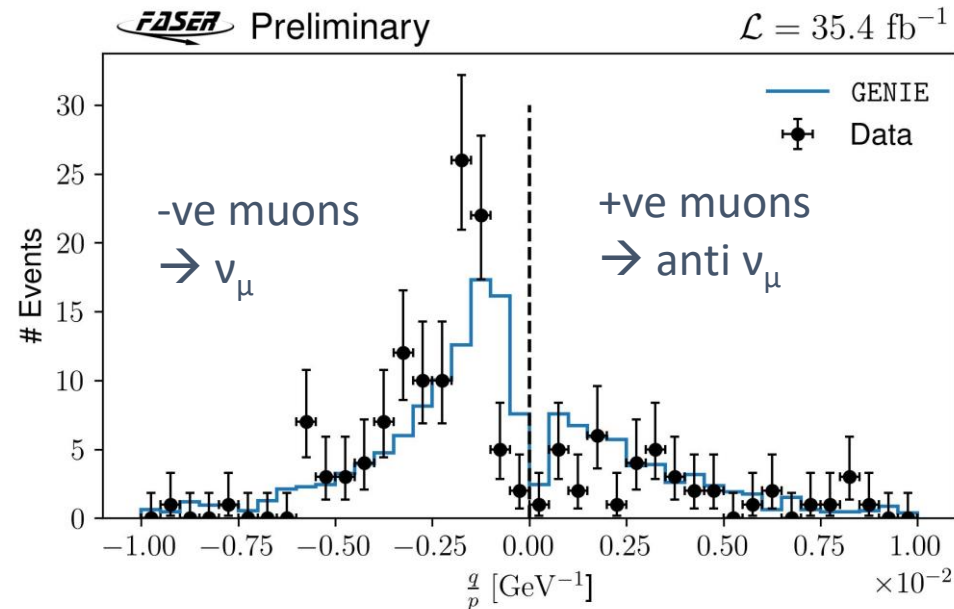 FASER Preliminary
ℒ = 35.4 fb⁻¹
GENIE
Data
-ve muons
→ νμ
+ve muons
→ anti νμ
# Events
30
25
20
15
10
5
0
−1.00 −0.75 −0.50 −0.25 0.00 0.25 0.50 0.75 1.00
×10⁻²
q/p [GeV⁻¹]